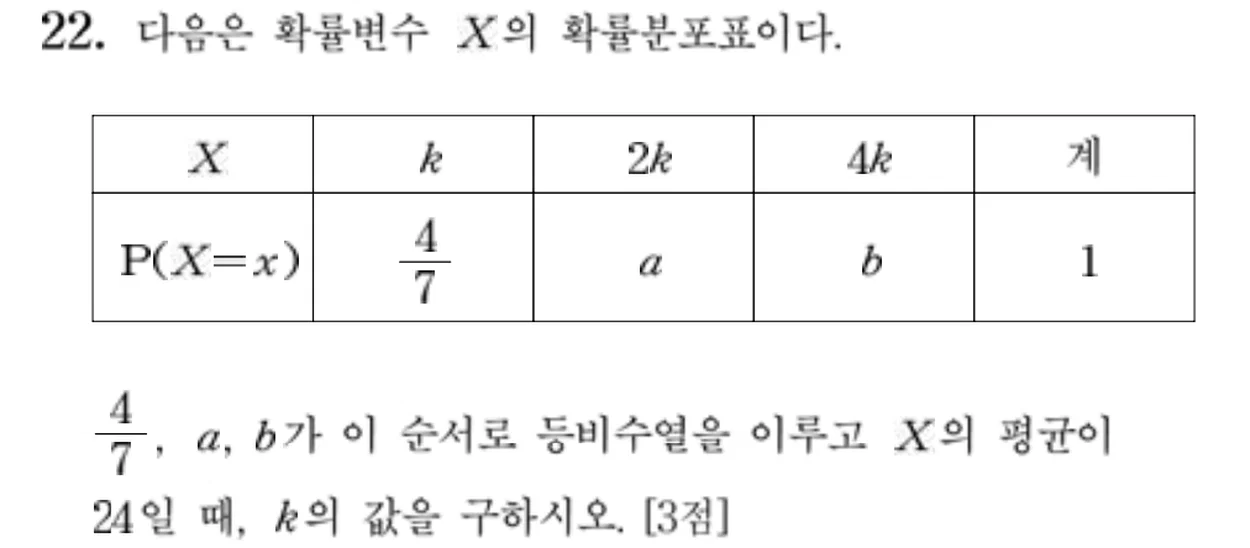 22. 다음은 확률변수 X의 확률분포표이다.
X k 2k 4k 계
P(X=x) 4/7 a b 1
4/7, a, b가 이 순서로 등비수열을 이루고 X의 평균이
24일 때, k의 값을 구하시오. [3점]